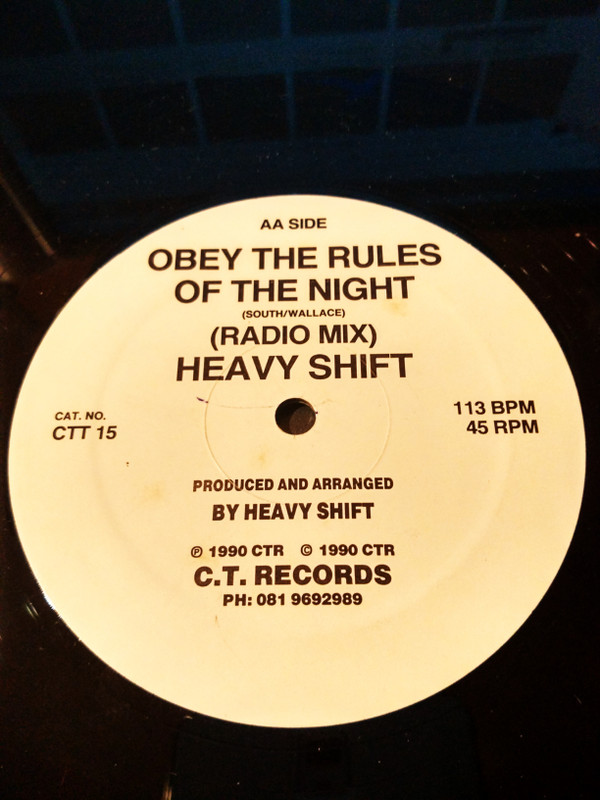 AA SIDE
OBEY THE RULES
OF THE NIGHT
(SOUTH/WALLACE)
(RADIO MIX)
HEAVY SHIFT
CAT. NO.
CTT 15
113 BPM
45 RPM
PRODUCED AND ARRANGED
BY HEAVY SHIFT
℗ 1990 CTR © 1990 CTR
C.T. RECORDS
PH: 081 9692989